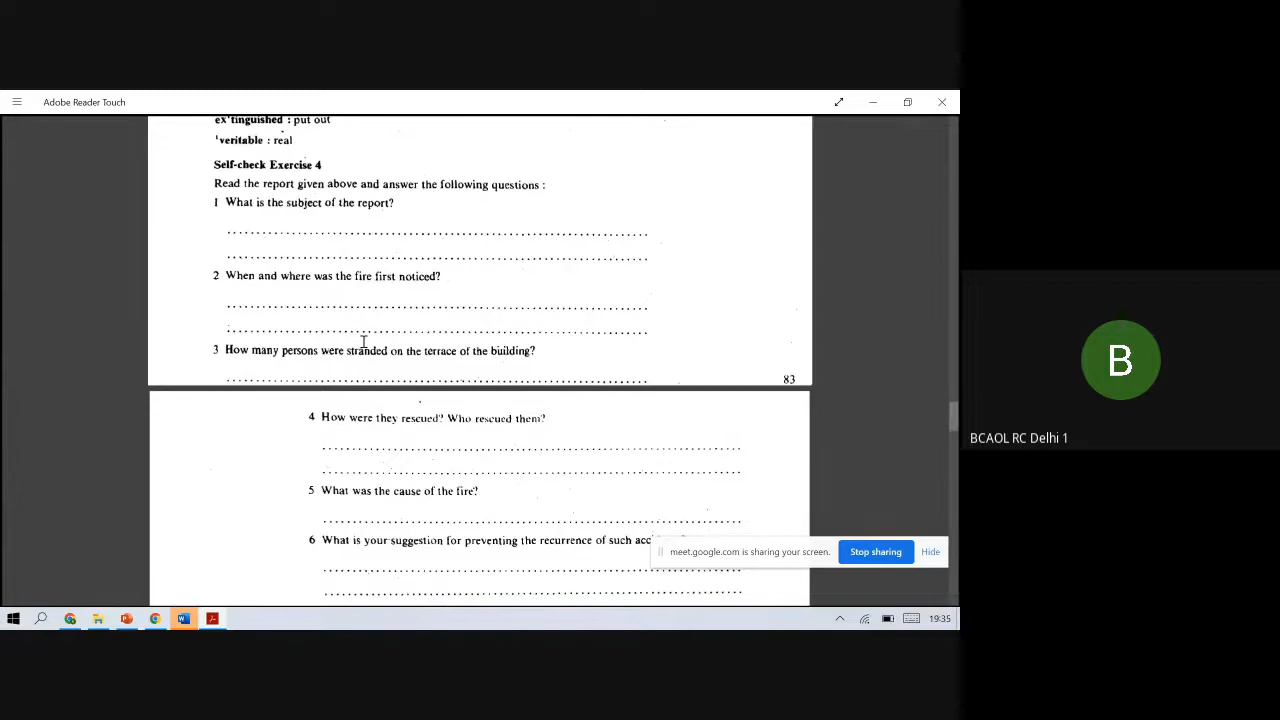 Adobe Reader Touch
ex'tinguished : put out
'veritable : real
Self-check Exercise 4
Read the report given above and answer the following questions :
1 What is the subject of the report?
2 When and where was the fire first noticed?
3 How many persons were stranded on the terrace of the building?
83
4 How were they rescued? Who rescued them?
5 What was the cause of the fire?
6 What is your suggestion for preventing the recurrence of such
meet.google.com is sharing your screen.
Stop sharing
Hide
19:35
B
BCAOL RC Delhi 1